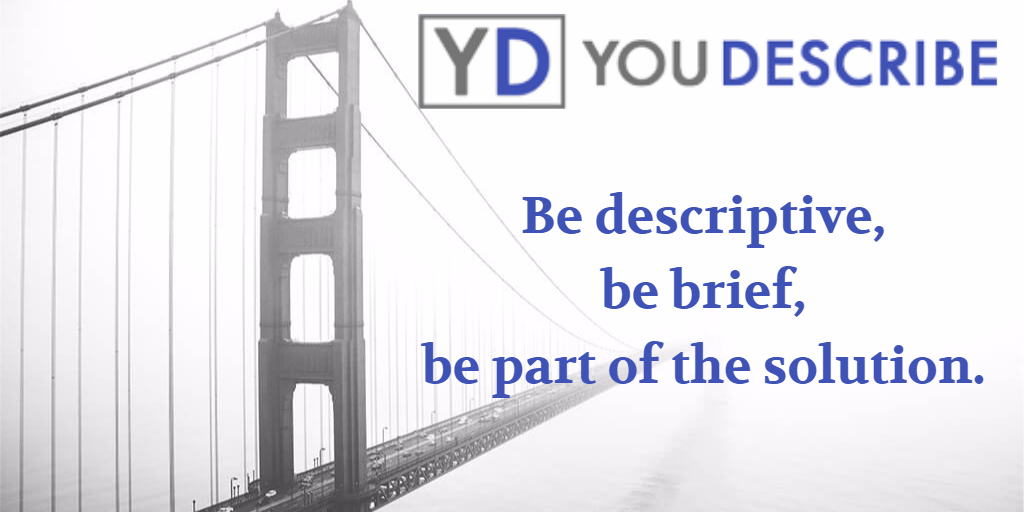 YD YOUDESCRIBE
Be descriptive,
be brief,
be part of the solution.